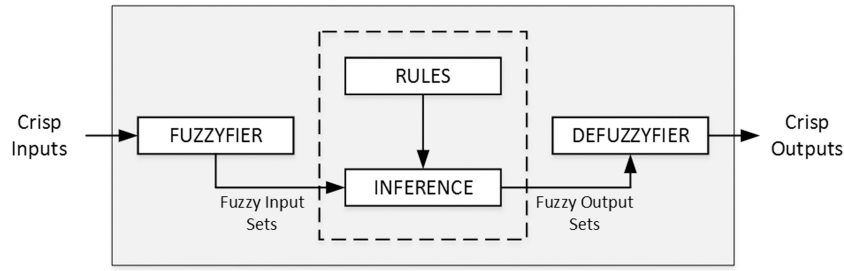 RULES
Crisp
Inputs
FUZZYFIER
DEFUZZYFIER
Crisp
Outputs
INFERENCE
Fuzzy Input
Sets
Fuzzy Output
Sets